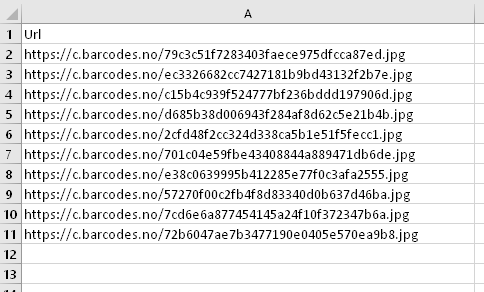 A
1 Url
2 https://c.barcodes.no/79c3c51f7283403faece975dfcca87ed.jpg
3 https://c.barcodes.no/ec3326682cc7427181b9bd43132f2b7e.jpg
4 https://c.barcodes.no/c15b4c939f524777bf236bddd197906d.jpg
5 https://c.barcodes.no/d685b38d006943f284af8d62c5e21b4b.jpg
6 https://c.barcodes.no/2cfd48f2cc324d338ca5b1e51f5fecc1.jpg
7 https://c.barcodes.no/701c04e59fbe43408844a889471db6de.jpg
8 https://c.barcodes.no/e38c0639995b412285e77f0c3afa2555.jpg
9 https://c.barcodes.no/57270f00c2fb4f8d83340d0b637d46ba.jpg
10 https://c.barcodes.no/7cd6e6a877454145a24f10f372347b6a.jpg
11 https://c.barcodes.no/72b6047ae7b3477190e0405e570ea9b8.jpg
12
13